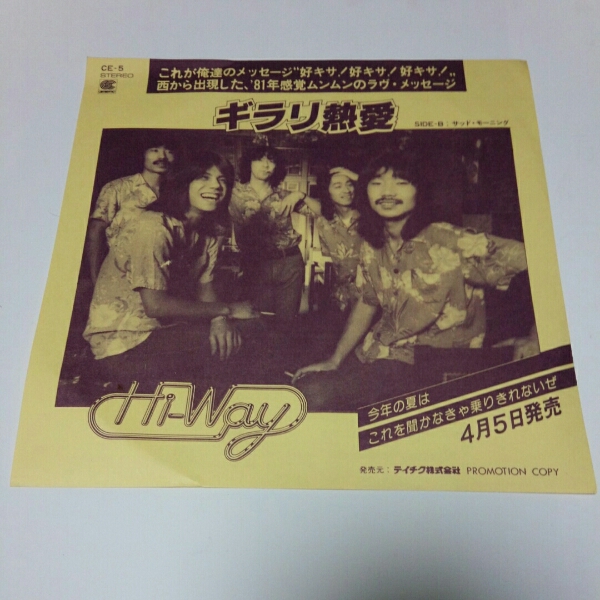 CE-5
STEREO
これが俺達のメッセージ"好キサ!好キサ!好キサ!"
西から出現した、'81年感覚ムンムンのラヴ・メッセージ
ギラリ熱愛
SIDE-B:サッド・モーニング
Hi-Way
今年の夏は
これを聞かなきゃ乗りきれないぜ
4月5日発売
発売元:テイチク株式会社 PROMOTION COPY